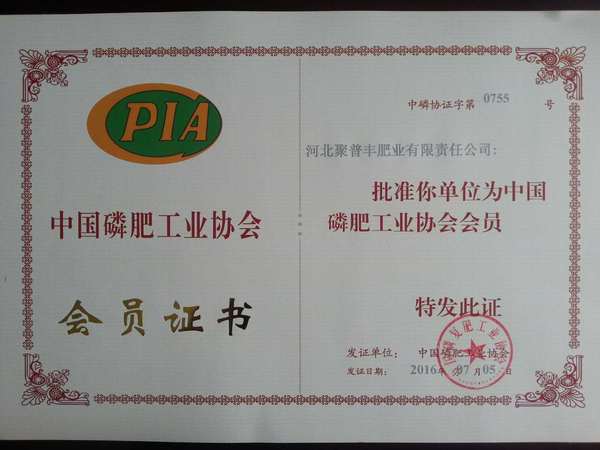 CPIA
中国磷肥工业协会
会员证书
中磷协证字第 0755 号
河北聚普丰肥业有限责任公司:
批准你单位为中国
磷肥工业协会会员
特发此证
发证单位: 中国磷肥工业协会
发证日期: 2016年07月05日